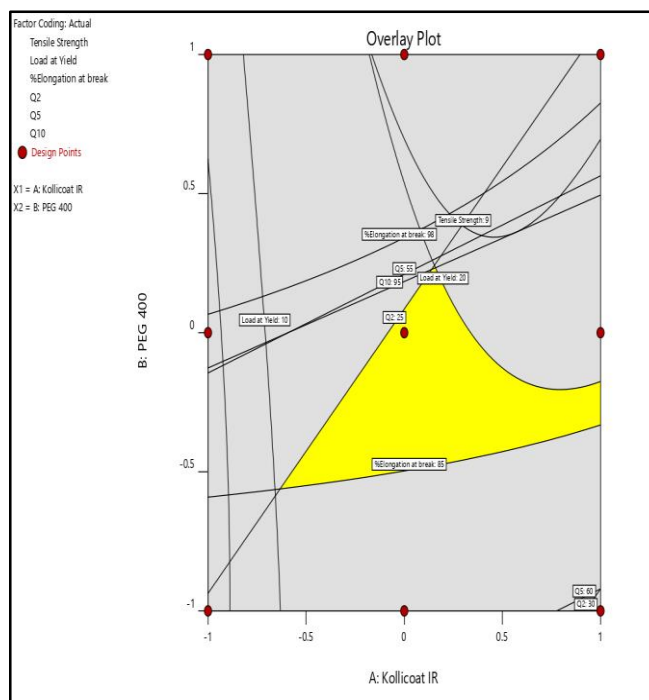 Factor Coding: Actual
Overlay Plot
Tensile Strength
Load at Yield
%Elongation at break
Q2
Q5
Q10
Design Points
X1 = A: Kollicoat IR
X2 = B: PEG 400
1
0.5
0
-0.5
-1
B: PEG 400
Tensile Strength: 9
%Elongation at break: 98
Q5: 55
Q10: 95
Load at Yield: 20
Load at Yield: 10
Q2: 25
%Elongation at break: 85
Q5: 60
Q2: 30
-1
-0.5
0
0.5
1
A: Kollicoat IR